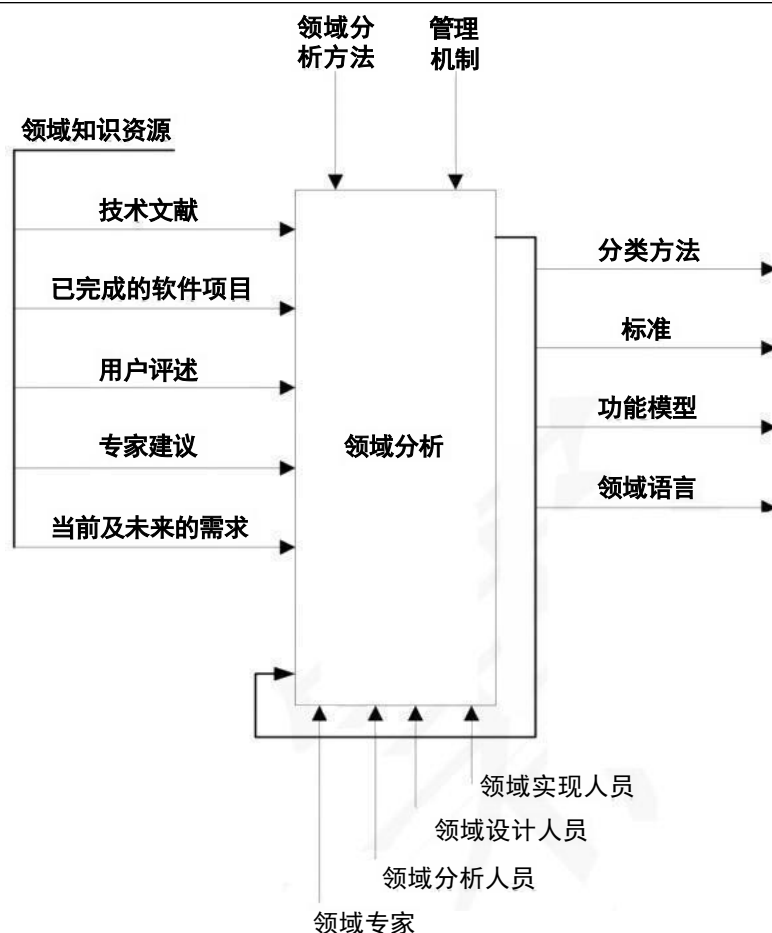 领域分
析方法
管理
机制
领域知识资源
技术文献
已完成的软件项目
用户评述
专家建议
当前及未来的需求
领域分析
分类方法
标准
功能模型
领域语言
领域实现人员
领域设计人员
领域分析人员
领域专家